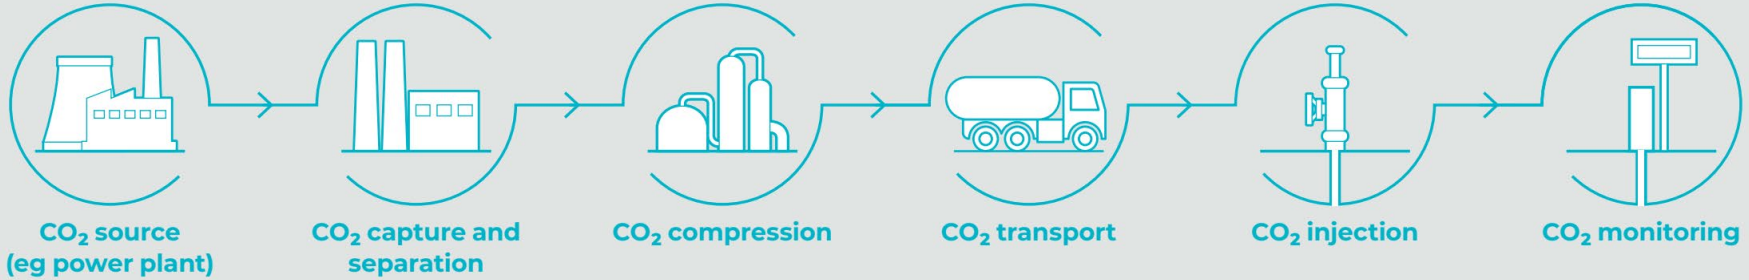 CO₂ source
(eg power plant)
CO₂ capture and
separation
CO₂ compression
CO₂ transport
CO₂ injection
CO₂ monitoring